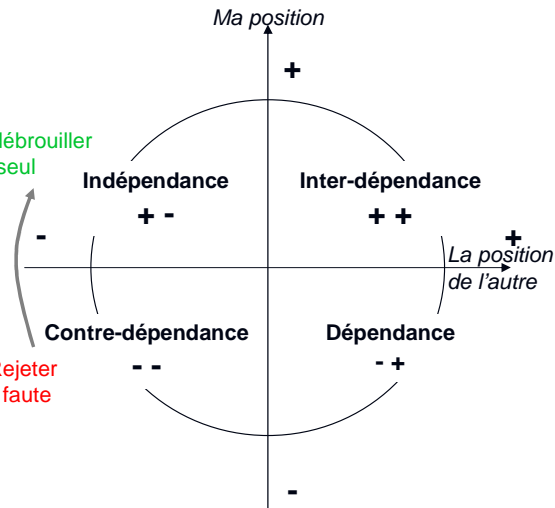 Ma position
+
débrouiller
seul
Indépendance
Inter-dépendance
+ -
+ +
-
+
La position
de l'autre
Contre-dépendance
Dépendance
- -
- +
Rejeter
faute
-